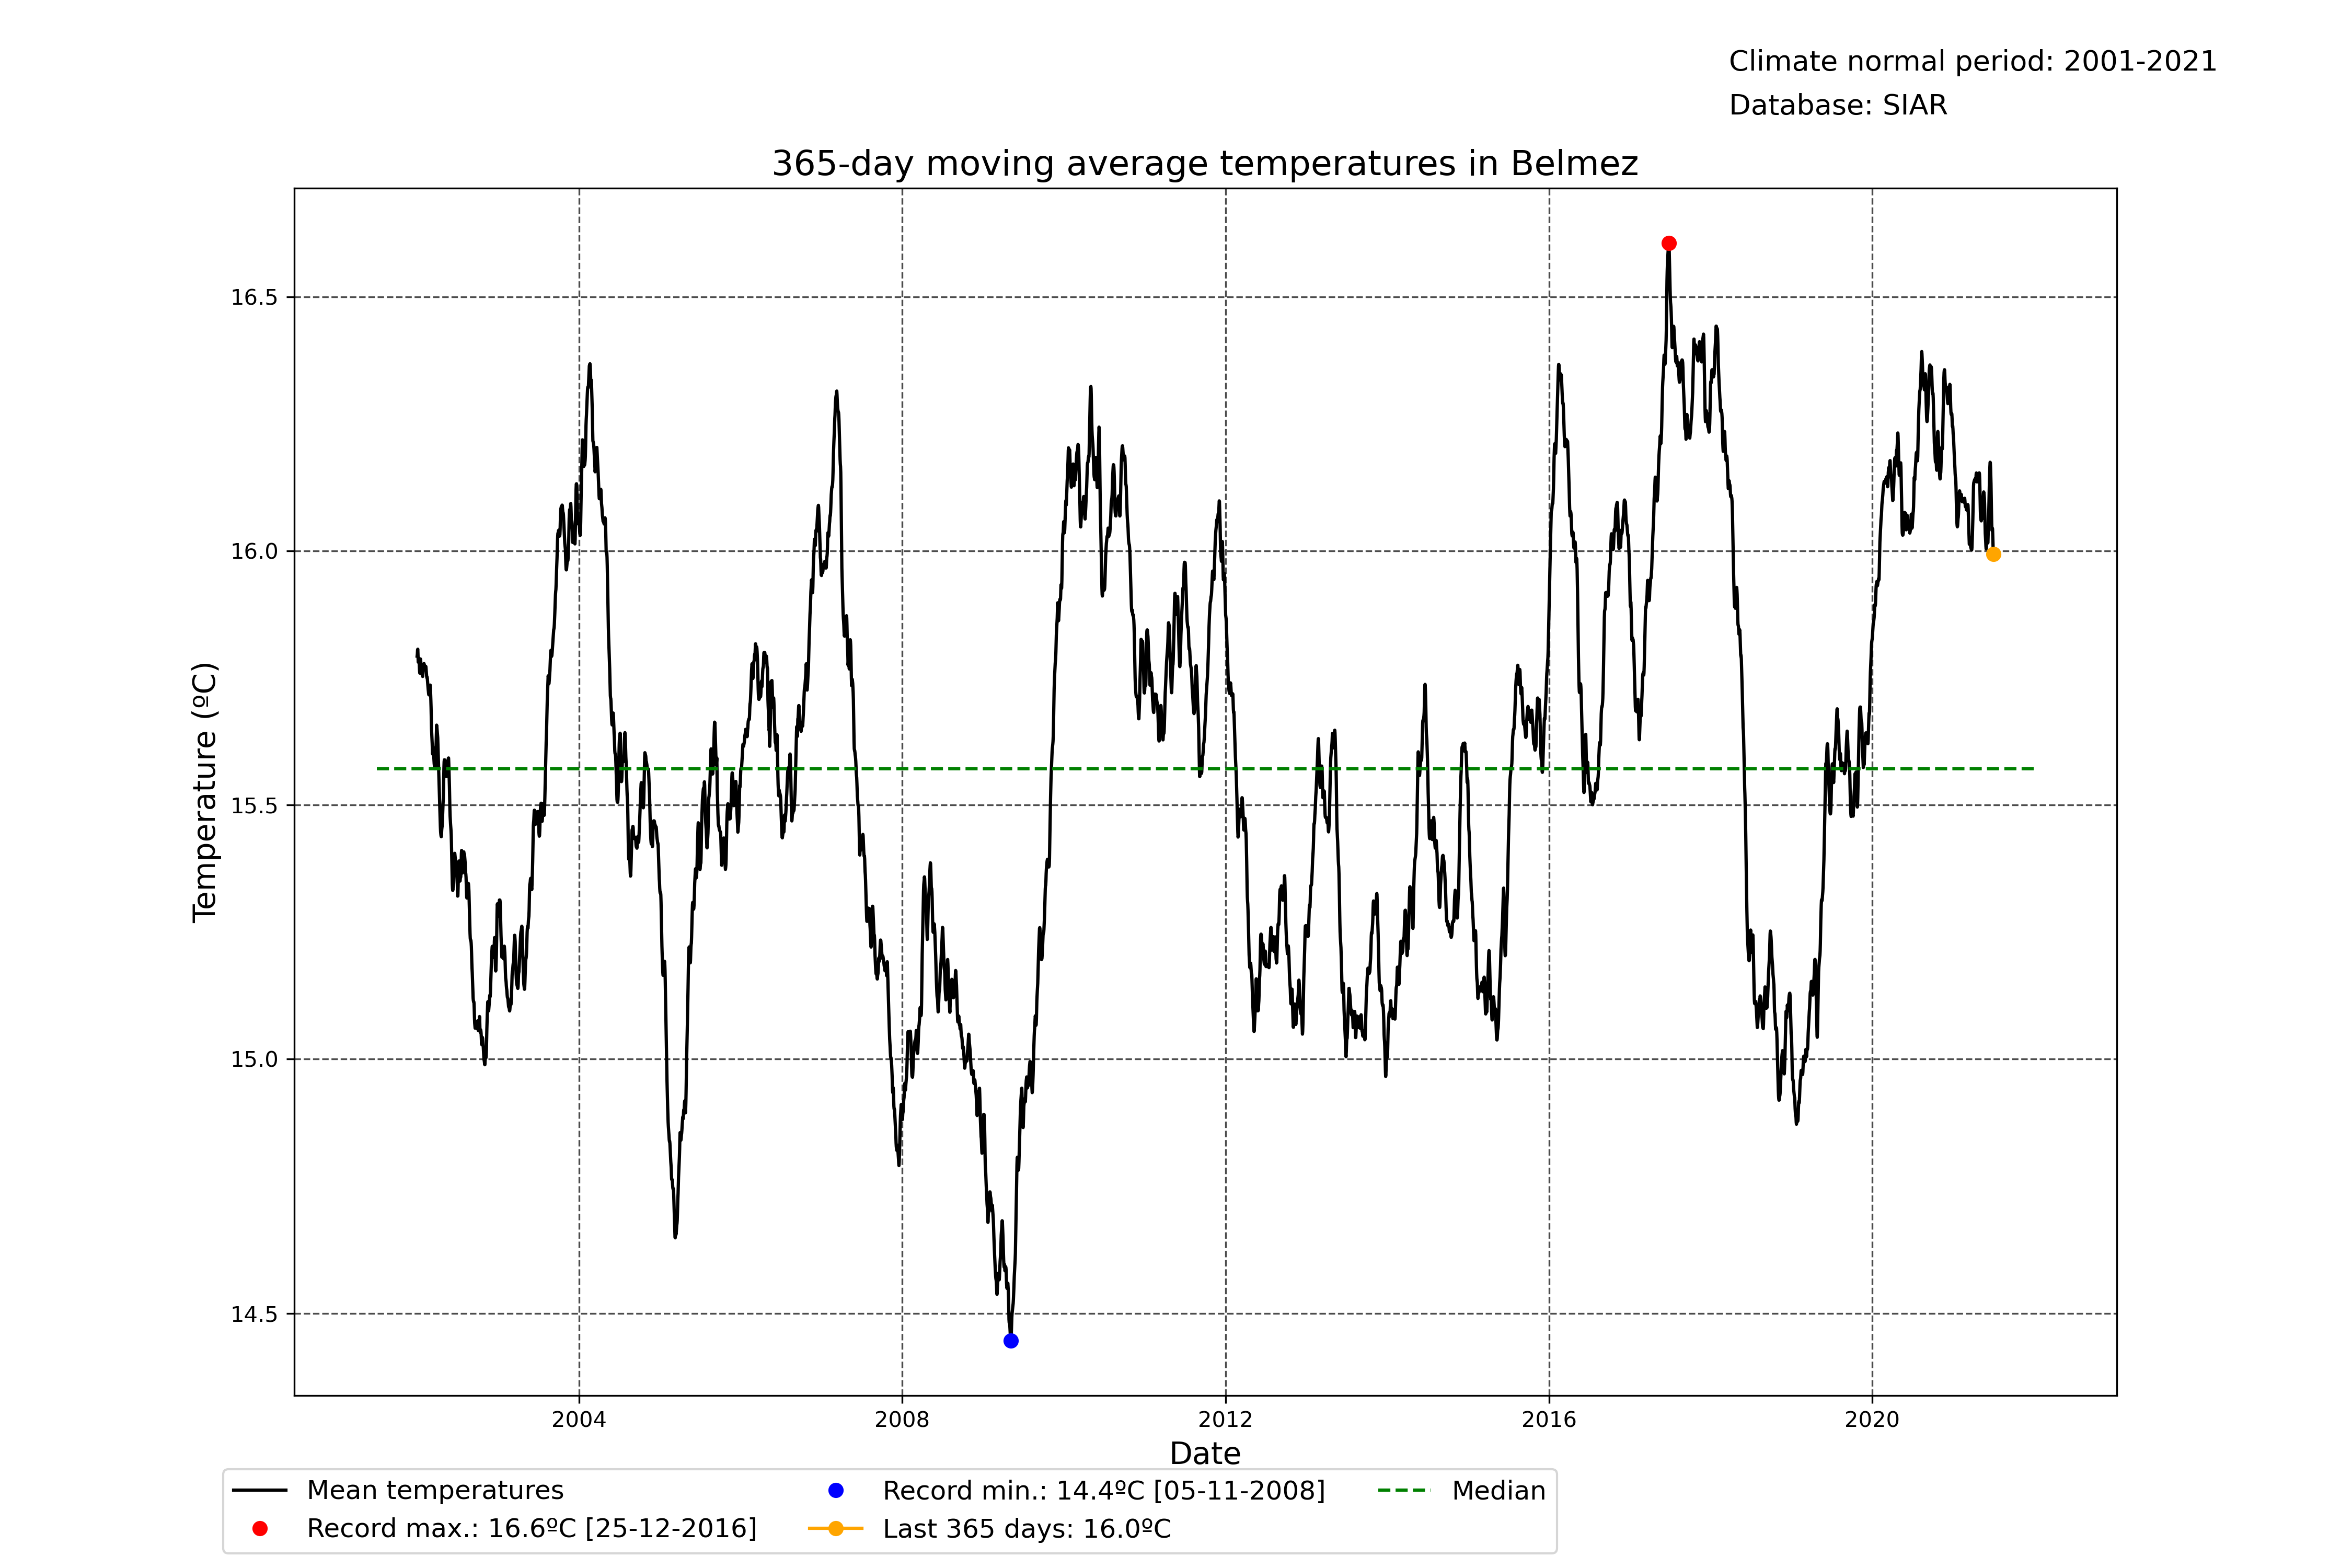 Climate normal period: 2001-2021
Database: SIAR
365-day moving average temperatures in Belmez
16.5
16.0
15.5
15.0
14.5
Temperature (ºC)
2004 2008 2012 2016 2020
Date
Mean temperatures
Record max.: 16.6ºC [25-12-2016]
Record min.: 14.4ºC [05-11-2008]
Last 365 days: 16.0ºC
Median